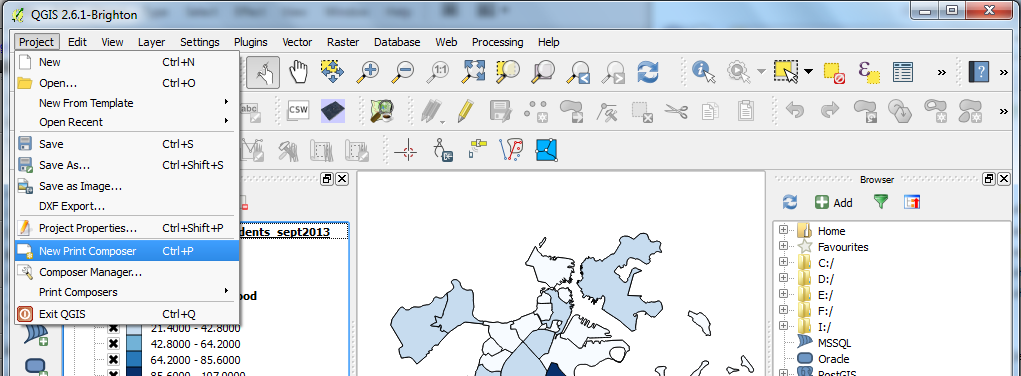 QGIS 2.6.1-Brighton
Project Edit View Layer Settings Plugins Vector Raster Database Web Processing Help
New Ctrl+N
Open... Ctrl+O
New From Template
Open Recent
Save Ctrl+S
Save As... Ctrl+Shift+S
Save as Image...
DXF Export...
Project Properties... Ctrl+Shift+P
New Print Composer Ctrl+P
Composer Manager...
Print Composers
Exit QGIS Ctrl+Q
abc
CSW
1:1
dents_sept2013
ood
21.4000 - 42.8000
42.8000 - 64.2000
64.2000 - 85.6000
85.6000 - 107.0000
Browser
Add
Home
Favourites
C:/
D:/
E:/
F:/
I:/
MSSQL
Oracle
PostGIS